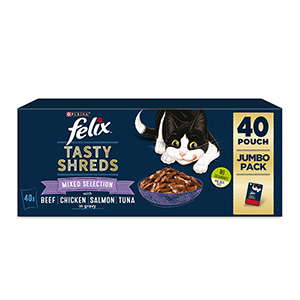 PURINA
felix
TASTY
SHREDS
MIXED SELECTION
with
BEEF | CHICKEN | SALMON | TUNA
in gravy
40x
40
POUCH
JUMBO
PACK